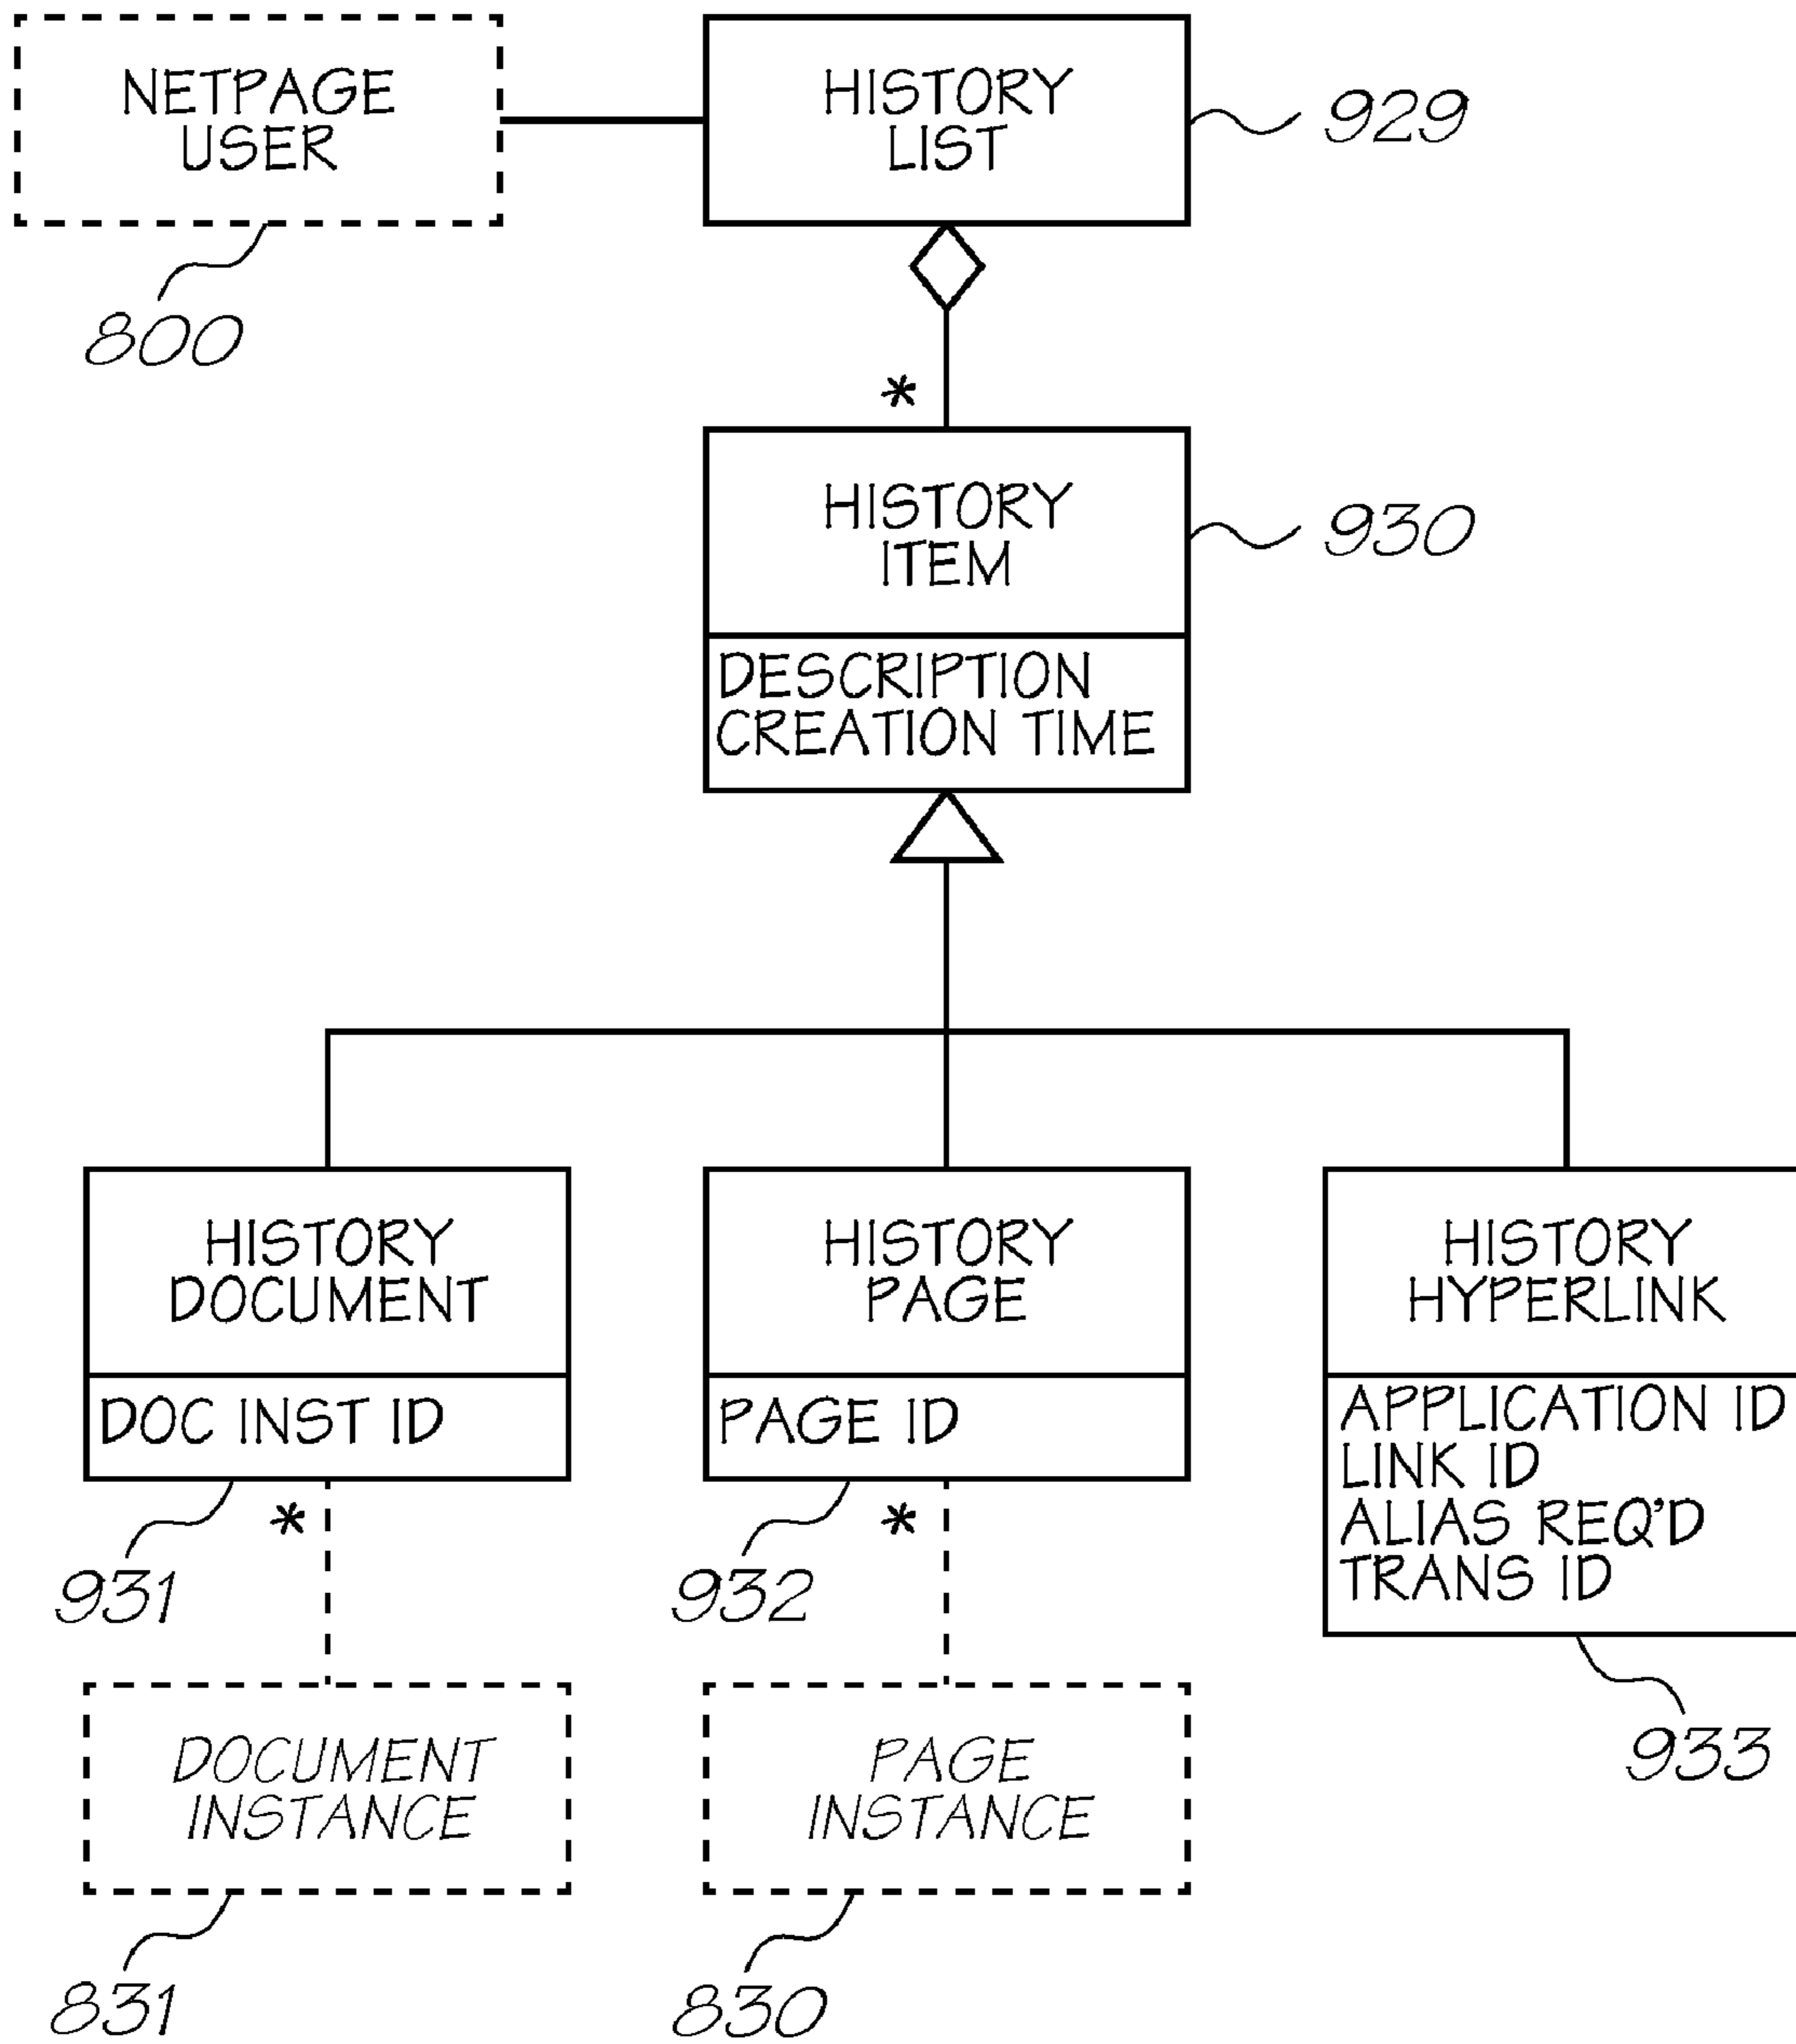 NETPAGE
USER
HISTORY
LIST
929
800
*
HISTORY
ITEM
930
DESCRIPTION
CREATION TIME
HISTORY
DOCUMENT
DOC INST ID
HISTORY
PAGE
PAGE ID
HISTORY
HYPERLINK
APPLICATION ID
LINK ID
ALIAS REQ'D
TRANS ID
*
*
931
932
933
DOCUMENT
INSTANCE
PAGE
INSTANCE
831
830